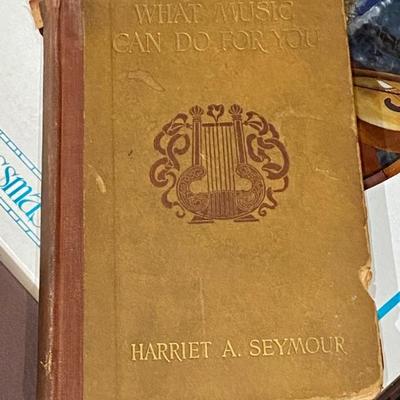 WHAT MUSIC
CAN DO FOR YOU
HARRIET A. SEYMOUR